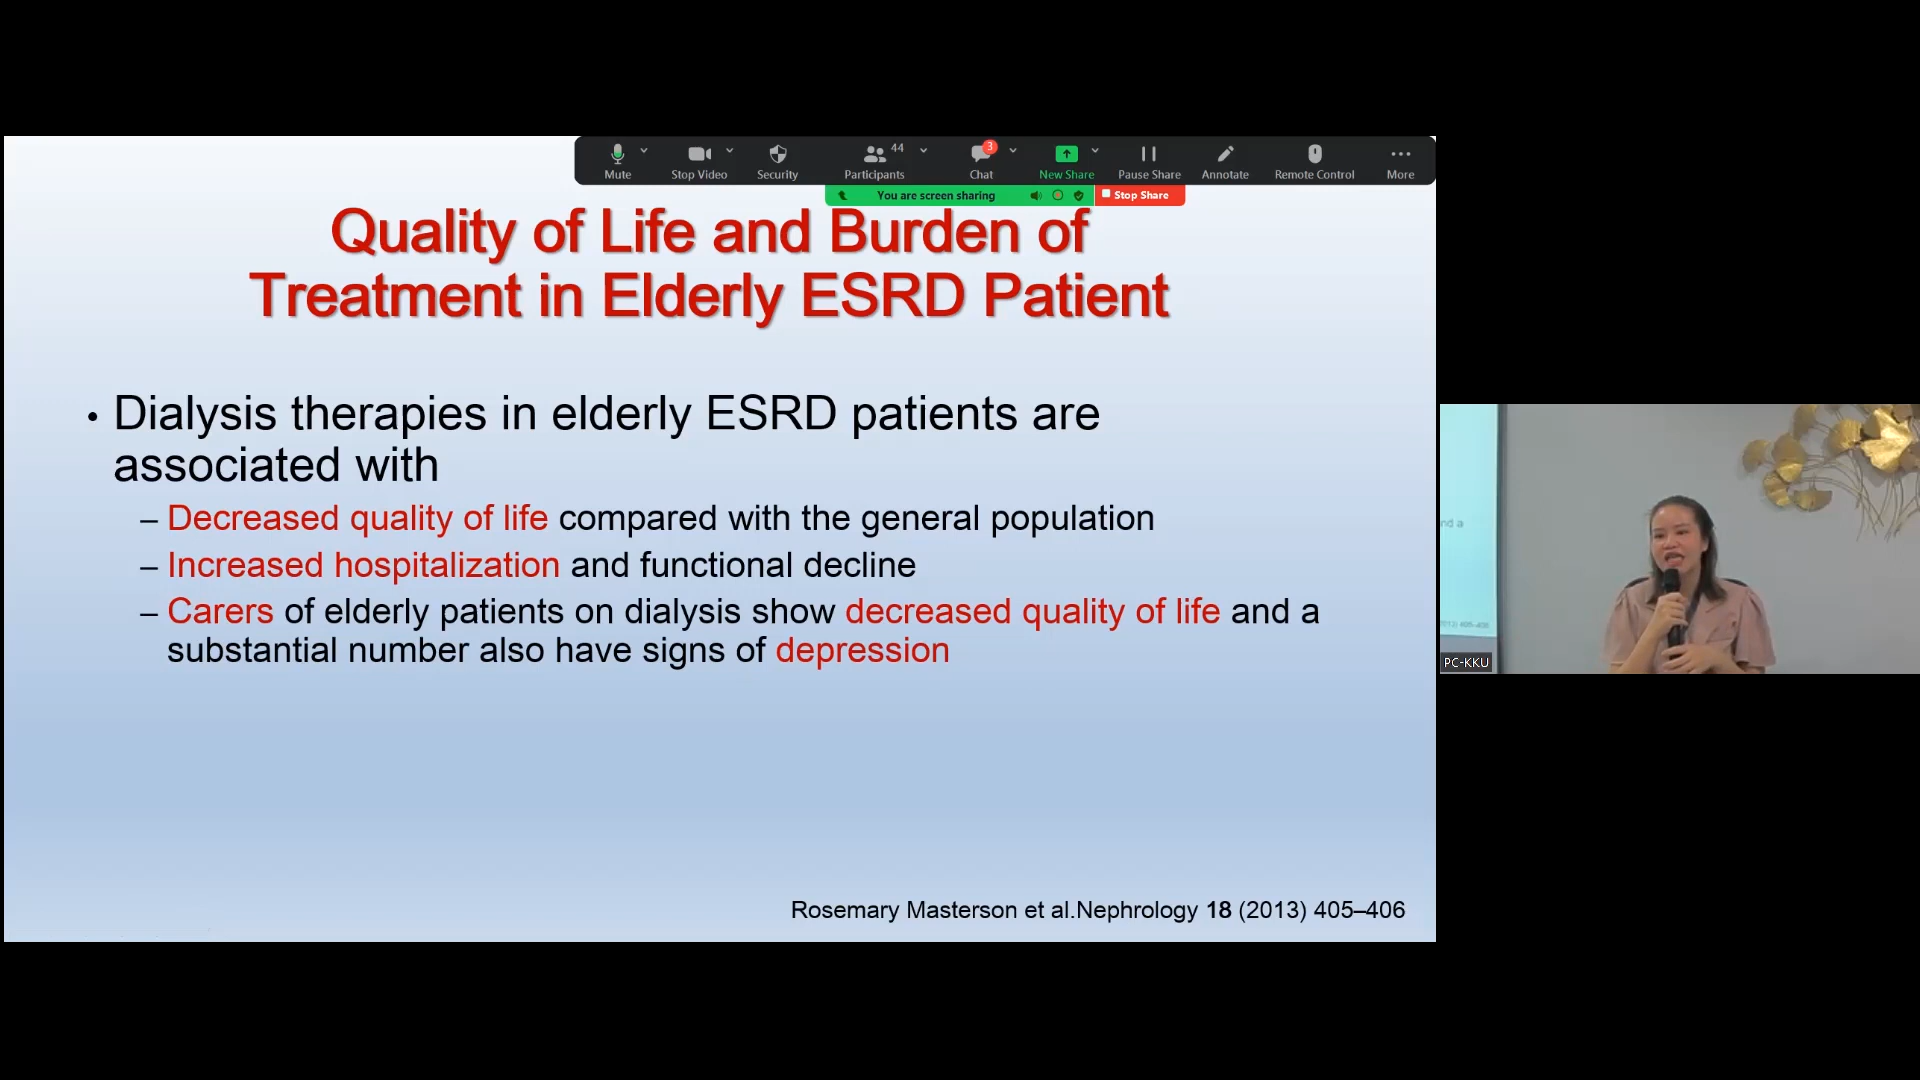 Mute
Stop Video
Security
Participants
44
Chat
3
New Share
Pause Share
Annotate
Remote Control
More
You are screen sharing
Stop Share
Quality of Life and Burden of
Treatment in Elderly ESRD Patient
• Dialysis therapies in elderly ESRD patients are
associated with
– Decreased quality of life compared with the general population
– Increased hospitalization and functional decline
– Carers of elderly patients on dialysis show decreased quality of life and a
substantial number also have signs of depression
Rosemary Masterson et al.Nephrology 18 (2013) 405–406
nd a
2013) 405–406
PC-KKU